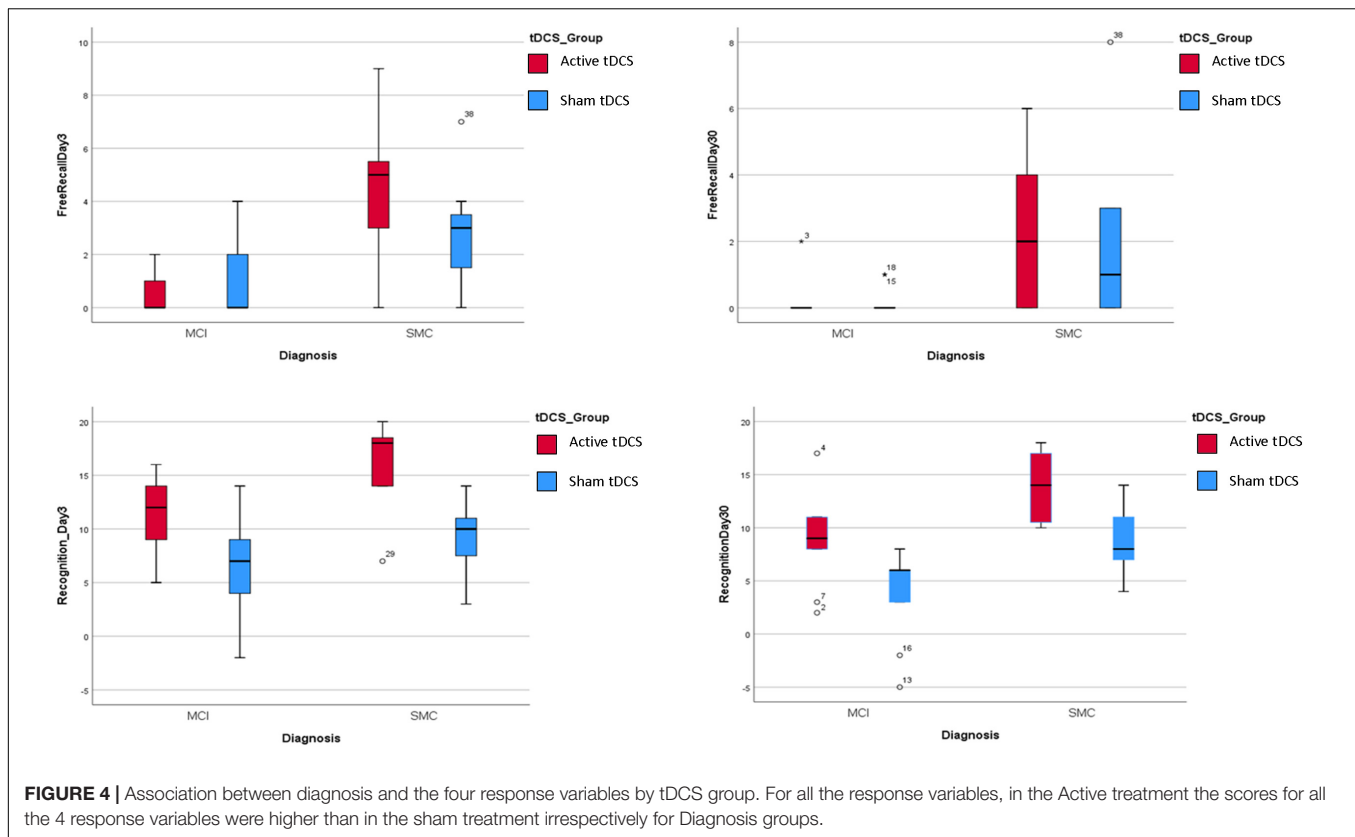 tDCS_Group
Active tDCS
Sham tDCS
FreeRecallDay3
10
8
6
4
2
0
38
MCI
SMC
Diagnosis
tDCS_Group
Active tDCS
Sham tDCS
FreeRecallDay30
8
6
4
2
0
3
18
15
38
MCI
SMC
Diagnosis
tDCS_Group
Active tDCS
Sham tDCS
Recognition_Day3
20
15
10
5
0
-5
29
MCI
SMC
Diagnosis
tDCS_Group
Active tDCS
Sham tDCS
RecognitionDay30
20
15
10
5
0
-5
4
7
2
16
13
MCI
SMC
Diagnosis
FIGURE 4 | Association between diagnosis and the four response variables by tDCS group. For all the response variables, in the Active treatment the scores for all
the 4 response variables were higher than in the sham treatment irrespectively for Diagnosis groups.